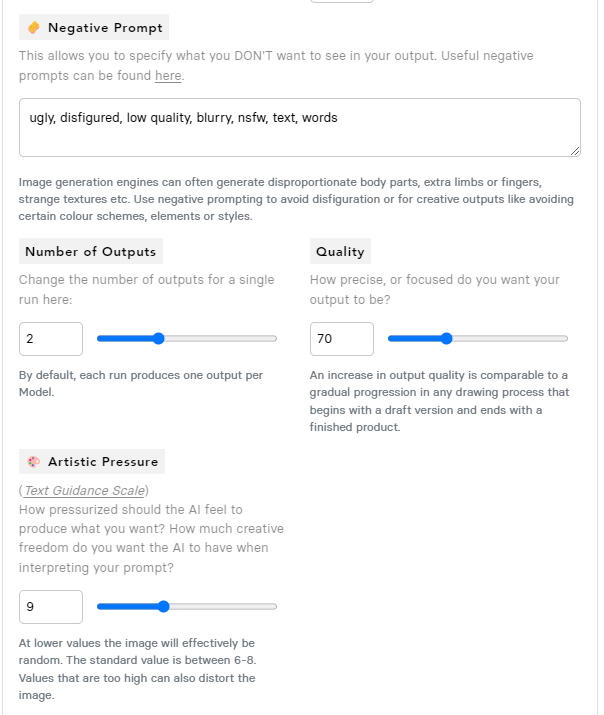 Negative Prompt
This allows you to specify what you DON'T want to see in your output. Useful negative
prompts can be found here.
ugly, disfigured, low quality, blurry, nsfw, text, words
Image generation engines can often generate disproportionate body parts, extra limbs or fingers,
strange textures etc. Use negative prompting to avoid disfiguration or for creative outputs like avoiding
certain colour schemes, elements or styles.
Number of Outputs
Change the number of outputs for a single
run here:
2
By default, each run produces one output per
Model.
Quality
How precise, or focused do you want your
output to be?
70
An increase in output quality is comparable to a
gradual progression in any drawing process that
begins with a draft version and ends with a
finished product.
Artistic Pressure
(Text Guidance Scale)
How pressurized should the AI feel to
produce what you want? How much creative
freedom do you want the AI to have when
interpreting your prompt?
9
At lower values the image will effectively be
random. The standard value is between 6-8.
Values that are too high can also distort the
image.